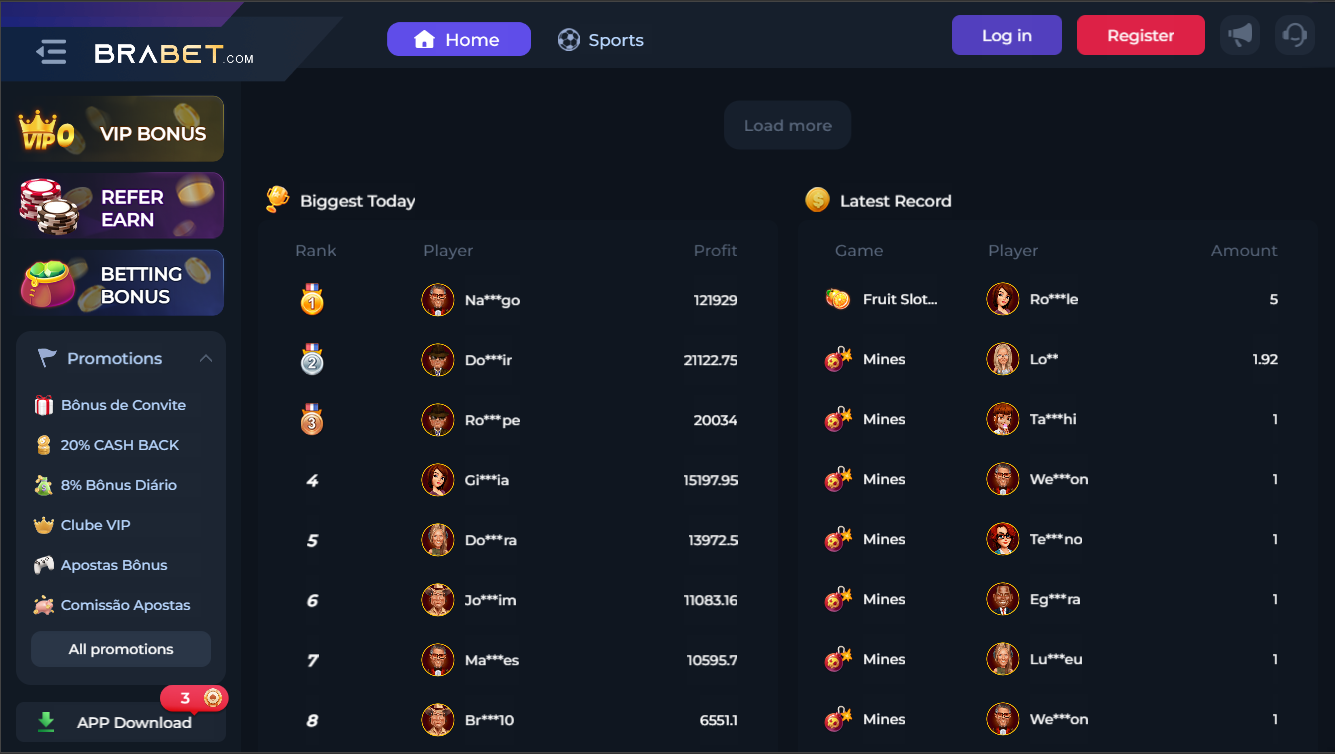 BRABET.COM
Home
Sports
Log in
Register
VIP 0
VIP BONUS
REFER
EARN
BETTING
BONUS
Promotions
Bônus de Convite
20% CASH BACK
8% Bônus Diário
Clube VIP
Apostas Bônus
Comissão Apostas
All promotions
3
APP Download
Load more
Biggest Today
Rank Player Profit
1 Na***go 121929
2 Do***ir 21122.75
3 Ro***pe 20034
4 Gi***ia 15197.95
5 Do***ra 13972.5
6 Jo***im 11083.16
7 Ma***es 10595.7
8 Br***10 6551.1
Latest Record
Game Player Amount
Fruit Slot... Ro***le 5
Mines Lo** 1.92
Mines Ta***hi 1
Mines We***on 1
Mines Te***no 1
Mines Eg***ra 1
Mines Lu***eu 1
Mines We***on 1